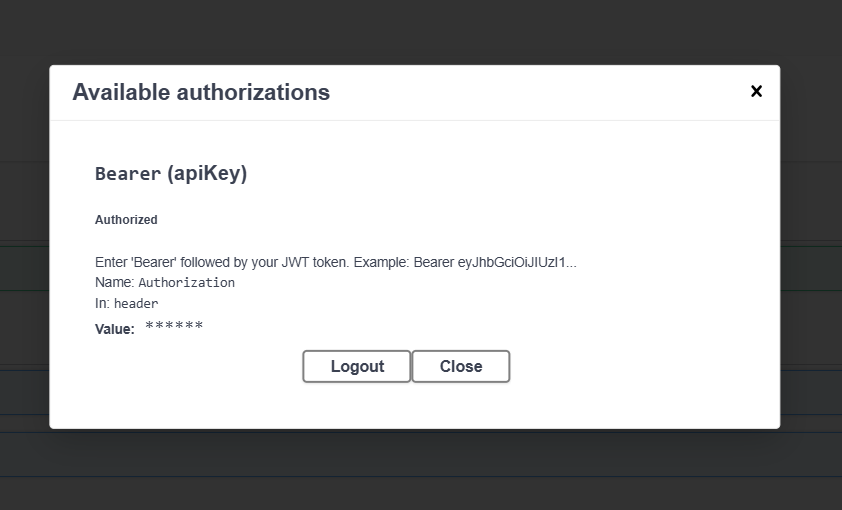 Available authorizations
Bearer (apiKey)
Authorized
Enter 'Bearer' followed by your JWT token. Example: Bearer eyJhbGciOiJIUzI1...
Name: Authorization
In: header
Value: ******
Logout Close